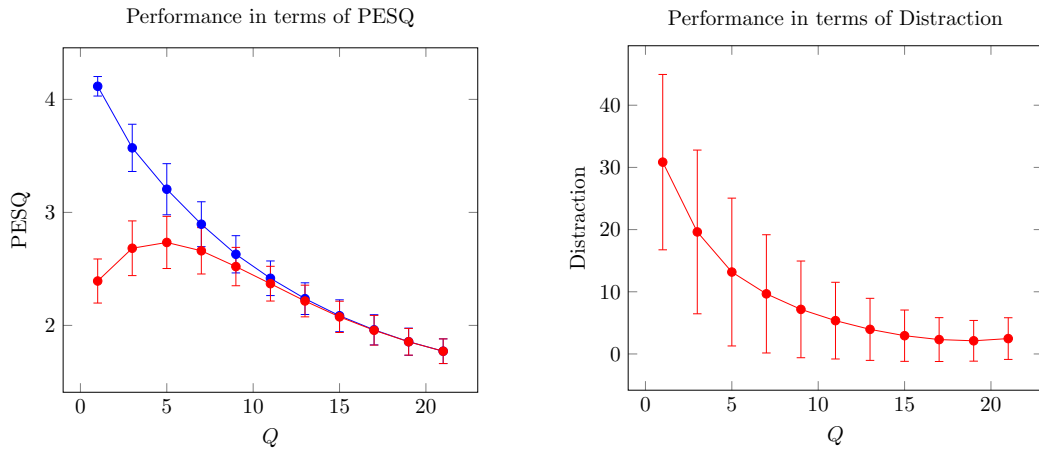 Performance in terms of PESQ
4
3
2
PESQ
0 5 10 15 20
Q
Performance in terms of Distraction
40
30
20
10
0
Distraction
0 5 10 15 20
Q